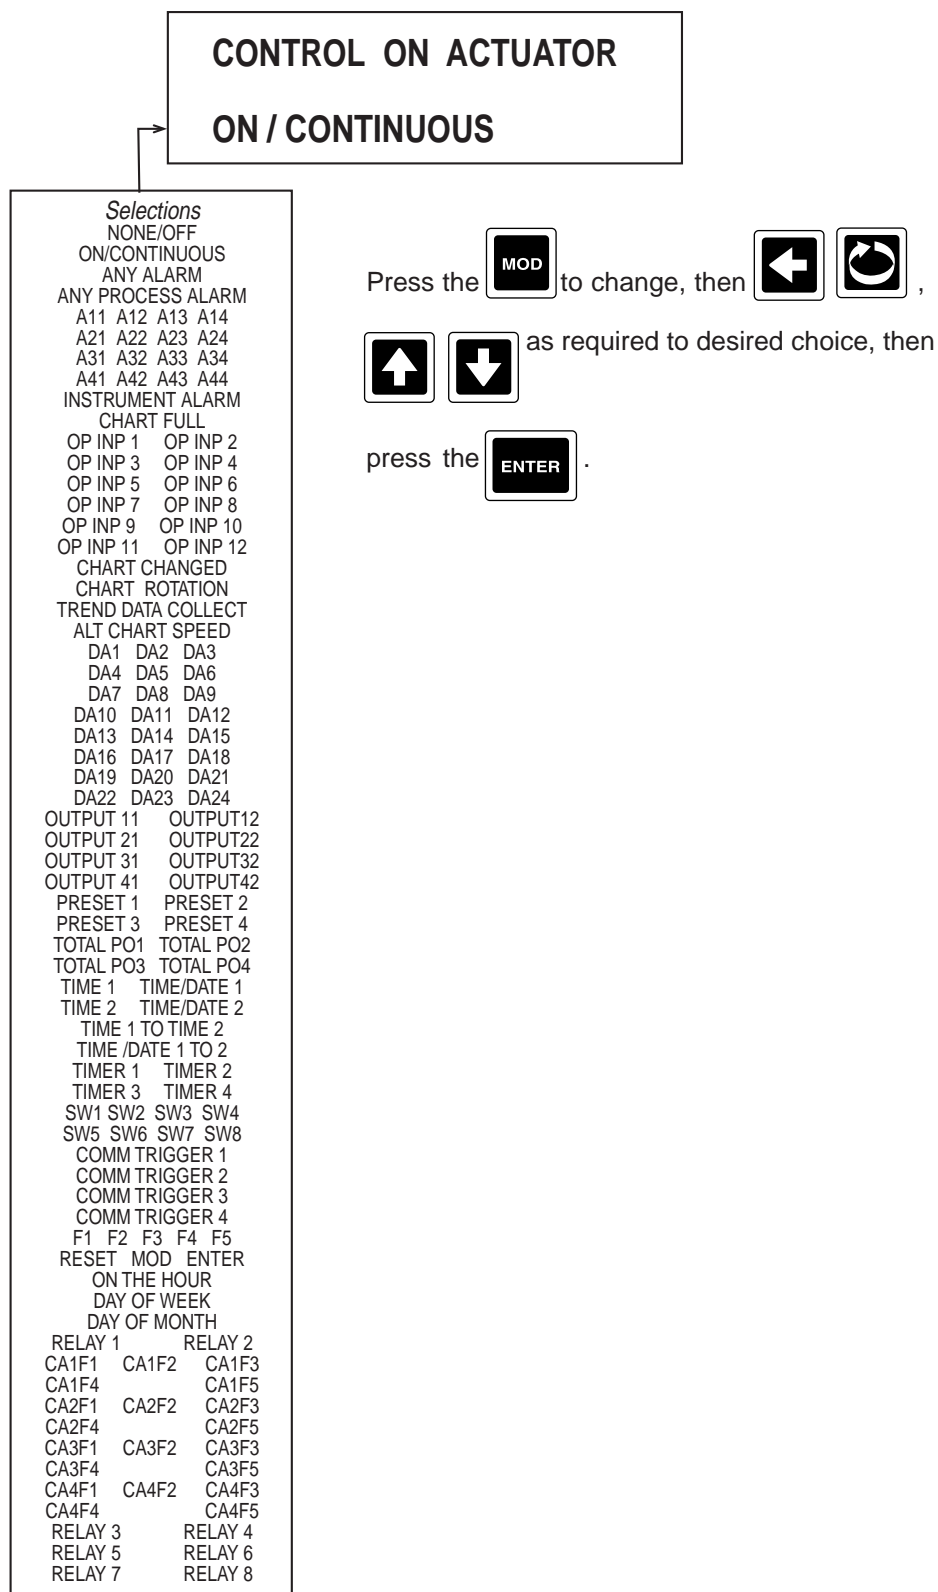 CONTROL ON ACTUATOR
ON / CONTINUOUS
Selections
NONE/OFF
ON/CONTINUOUS
ANY ALARM
ANY PROCESS ALARM
A11 A12 A13 A14
A21 A22 A23 A24
A31 A32 A33 A34
A41 A42 A43 A44
INSTRUMENT ALARM
CHART FULL
OP INP 1 OP INP 2
OP INP 3 OP INP 4
OP INP 5 OP INP 6
OP INP 7 OP INP 8
OP INP 9 OP INP 10
OP INP 11 OP INP 12
CHART CHANGED
CHART ROTATION
TREND DATA COLLECT
ALT CHART SPEED
DA1 DA2 DA3
DA4 DA5 DA6
DA7 DA8 DA9
DA10 DA11 DA12
DA13 DA14 DA15
DA16 DA17 DA18
DA19 DA20 DA21
DA22 DA23 DA24
OUTPUT 11 OUTPUT12
OUTPUT 21 OUTPUT22
OUTPUT 31 OUTPUT32
OUTPUT 41 OUTPUT42
PRESET 1 PRESET 2
PRESET 3 PRESET 4
TOTAL PO1 TOTAL PO2
TOTAL PO3 TOTAL PO4
TIME 1 TIME/DATE 1
TIME 2 TIME/DATE 2
TIME 1 TO TIME 2
TIME /DATE 1 TO 2
TIMER 1 TIMER 2
TIMER 3 TIMER 4
SW1 SW2 SW3 SW4
SW5 SW6 SW7 SW8
COMM TRIGGER 1
COMM TRIGGER 2
COMM TRIGGER 3
COMM TRIGGER 4
F1 F2 F3 F4 F5
RESET MOD ENTER
ON THE HOUR
DAY OF WEEK
DAY OF MONTH
RELAY 1 RELAY 2
CA1F1 CA1F2 CA1F3
CA1F4 CA1F5
CA2F1 CA2F2 CA2F3
CA2F4 CA2F5
CA3F1 CA3F2 CA3F3
CA3F4 CA3F5
CA4F1 CA4F2 CA4F3
CA4F4 CA4F5
RELAY 3 RELAY 4
RELAY 5 RELAY 6
RELAY 7 RELAY 8
Press the MOD to change, then ,
as required to desired choice, then
press the ENTER .